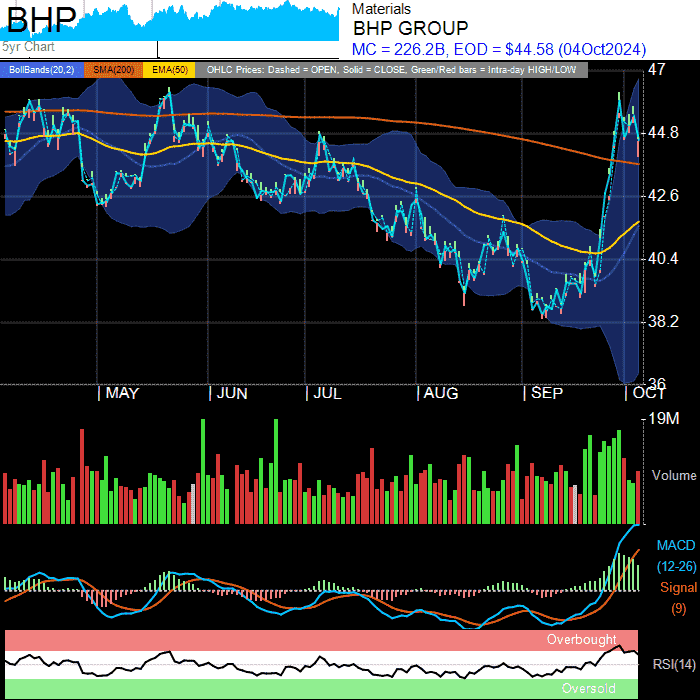 BHP
5yr Chart
Materials
BHP GROUP
MC = 226.2B, EOD = $44.58 (04Oct2024)
BollBands(20,2) SMA(200) EMA(50) OHLC Prices: Dashed = OPEN, Solid = CLOSE, Green/Red bars = Intra-day HIGH/LOW
47
44.8
42.6
40.4
38.2
36
MAY JUN JUL AUG SEP OCT
19M
Volume
MACD
(12-26)
Signal
(9)
Overbought
RSI(14)
Oversold